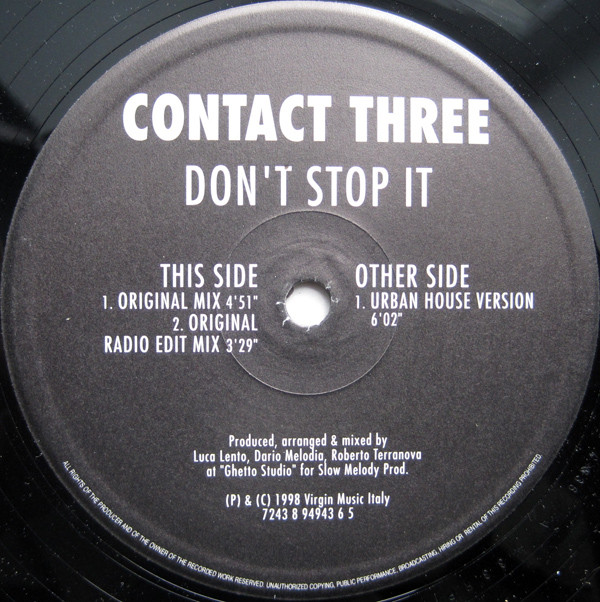 CONTACT THREE
DON'T STOP IT
THIS SIDE
1. ORIGINAL MIX 4'51"
2. ORIGINAL
RADIO EDIT MIX 3'29"
OTHER SIDE
1. URBAN HOUSE VERSION
6'02"
Produced, arranged & mixed by
Luca Lento, Dario Melodia, Roberto Terranova
at "Ghetto Studio" for Slow Melody Prod.
(P) & (C) 1998 Virgin Music Italy
7243 8 94943 6 5
ALL RIGHTS OF THE PRODUCER AND OF THE OWNER OF THE RECORDED WORK RESERVED. UNAUTHORIZED COPYING, PUBLIC PERFORMANCE, BROADCASTING, HIRING OR RENTAL OF THIS RECORDING PROHIBITED.